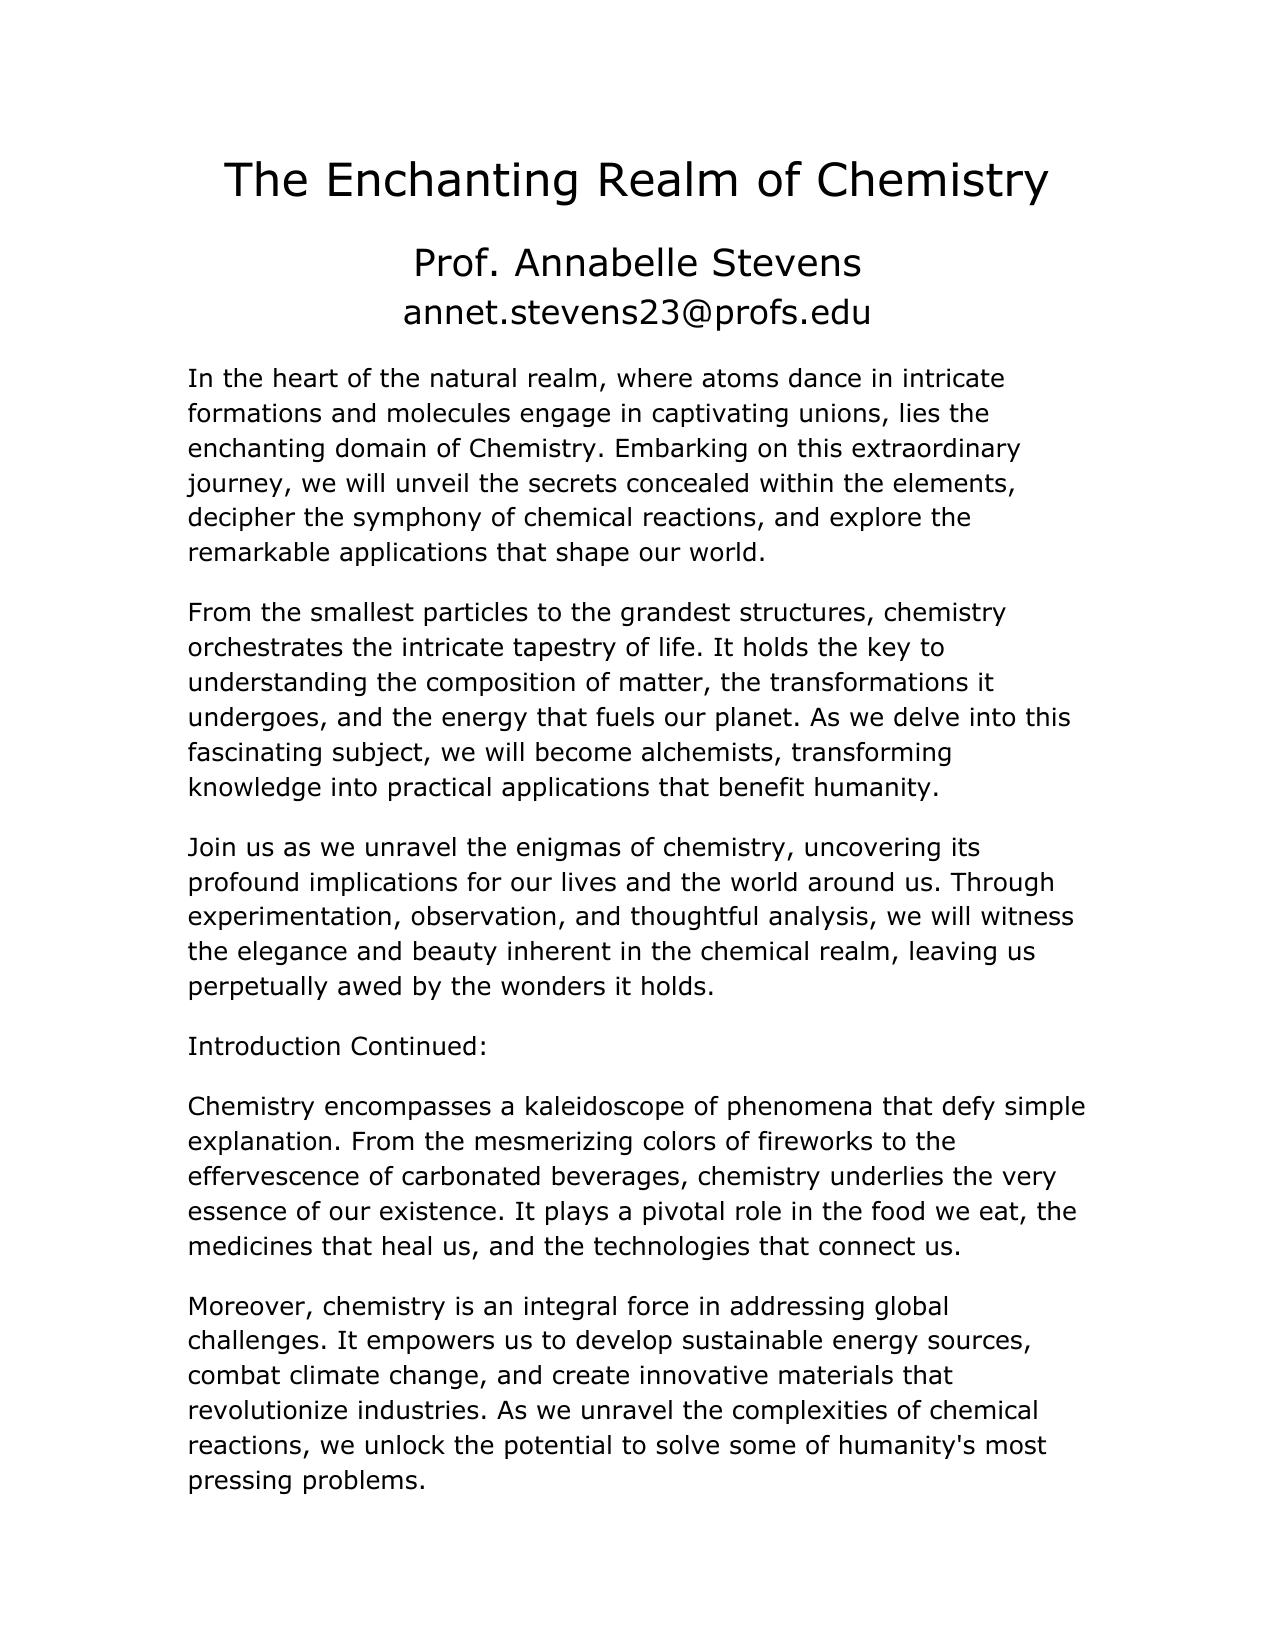 The Enchanting Realm of Chemistry
Prof. Annabelle Stevens
annet.stevens23@profs.edu
In the heart of the natural realm, where atoms dance in intricate
formations and molecules engage in captivating unions, lies the
enchanting domain of Chemistry. Embarking on this extraordinary
journey, we will unveil the secrets concealed within the elements,
decipher the symphony of chemical reactions, and explore the
remarkable applications that shape our world.
From the smallest particles to the grandest structures, chemistry
orchestrates the intricate tapestry of life. It holds the key to
understanding the composition of matter, the transformations it
undergoes, and the energy that fuels our planet. As we delve into this
fascinating subject, we will become alchemists, transforming
knowledge into practical applications that benefit humanity.
Join us as we unravel the enigmas of chemistry, uncovering its
profound implications for our lives and the world around us. Through
experimentation, observation, and thoughtful analysis, we will witness
the elegance and beauty inherent in the chemical realm, leaving us
perpetually awed by the wonders it holds.
Introduction Continued:
Chemistry encompasses a kaleidoscope of phenomena that defy simple
explanation. From the mesmerizing colors of fireworks to the
effervescence of carbonated beverages, chemistry underlies the very
essence of our existence. It plays a pivotal role in the food we eat, the
medicines that heal us, and the technologies that connect us.
Moreover, chemistry is an integral force in addressing global
challenges. It empowers us to develop sustainable energy sources,
combat climate change, and create innovative materials that
revolutionize industries. As we unravel the complexities of chemical
reactions, we unlock the potential to solve some of humanity's most
pressing problems.